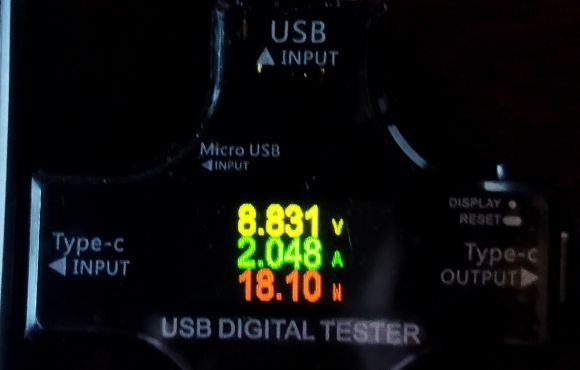 USB
INPUT
Micro USB
INPUT
8.831 V
DISPLAY
RESET
Type-c
INPUT
2.048 A
Type-c
OUTPUT
18.10 W
USB DIGITAL TESTER